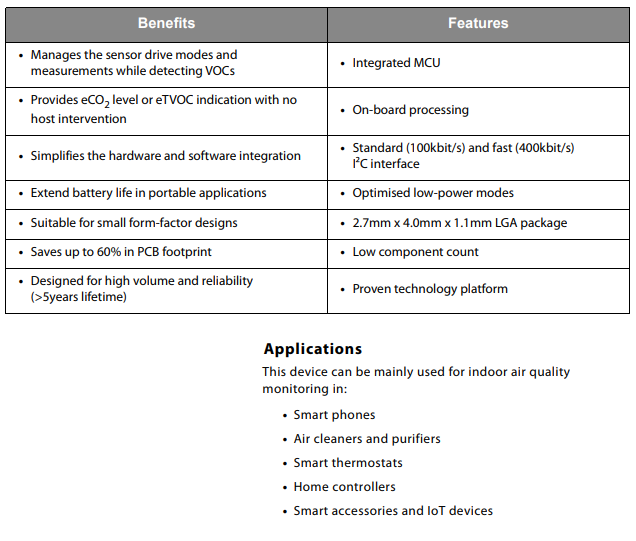 Benefits Features
• Manages the sensor drive modes and
measurements while detecting VOCs
• Integrated MCU
• Provides eCO2 level or eTVOC indication with no
host intervention
• On-board processing
• Simplifies the hardware and software integration
• Standard (100kbit/s) and fast (400kbit/s)
I²C interface
• Extend battery life in portable applications
• Optimised low-power modes
• Suitable for small form-factor designs
• 2.7mm x 4.0mm x 1.1mm LGA package
• Saves up to 60% in PCB footprint
• Low component count
• Designed for high volume and reliability
(>5years lifetime)
• Proven technology platform
Applications
This device can be mainly used for indoor air quality
monitoring in:
• Smart phones
• Air cleaners and purifiers
• Smart thermostats
• Home controllers
• Smart accessories and IoT devices